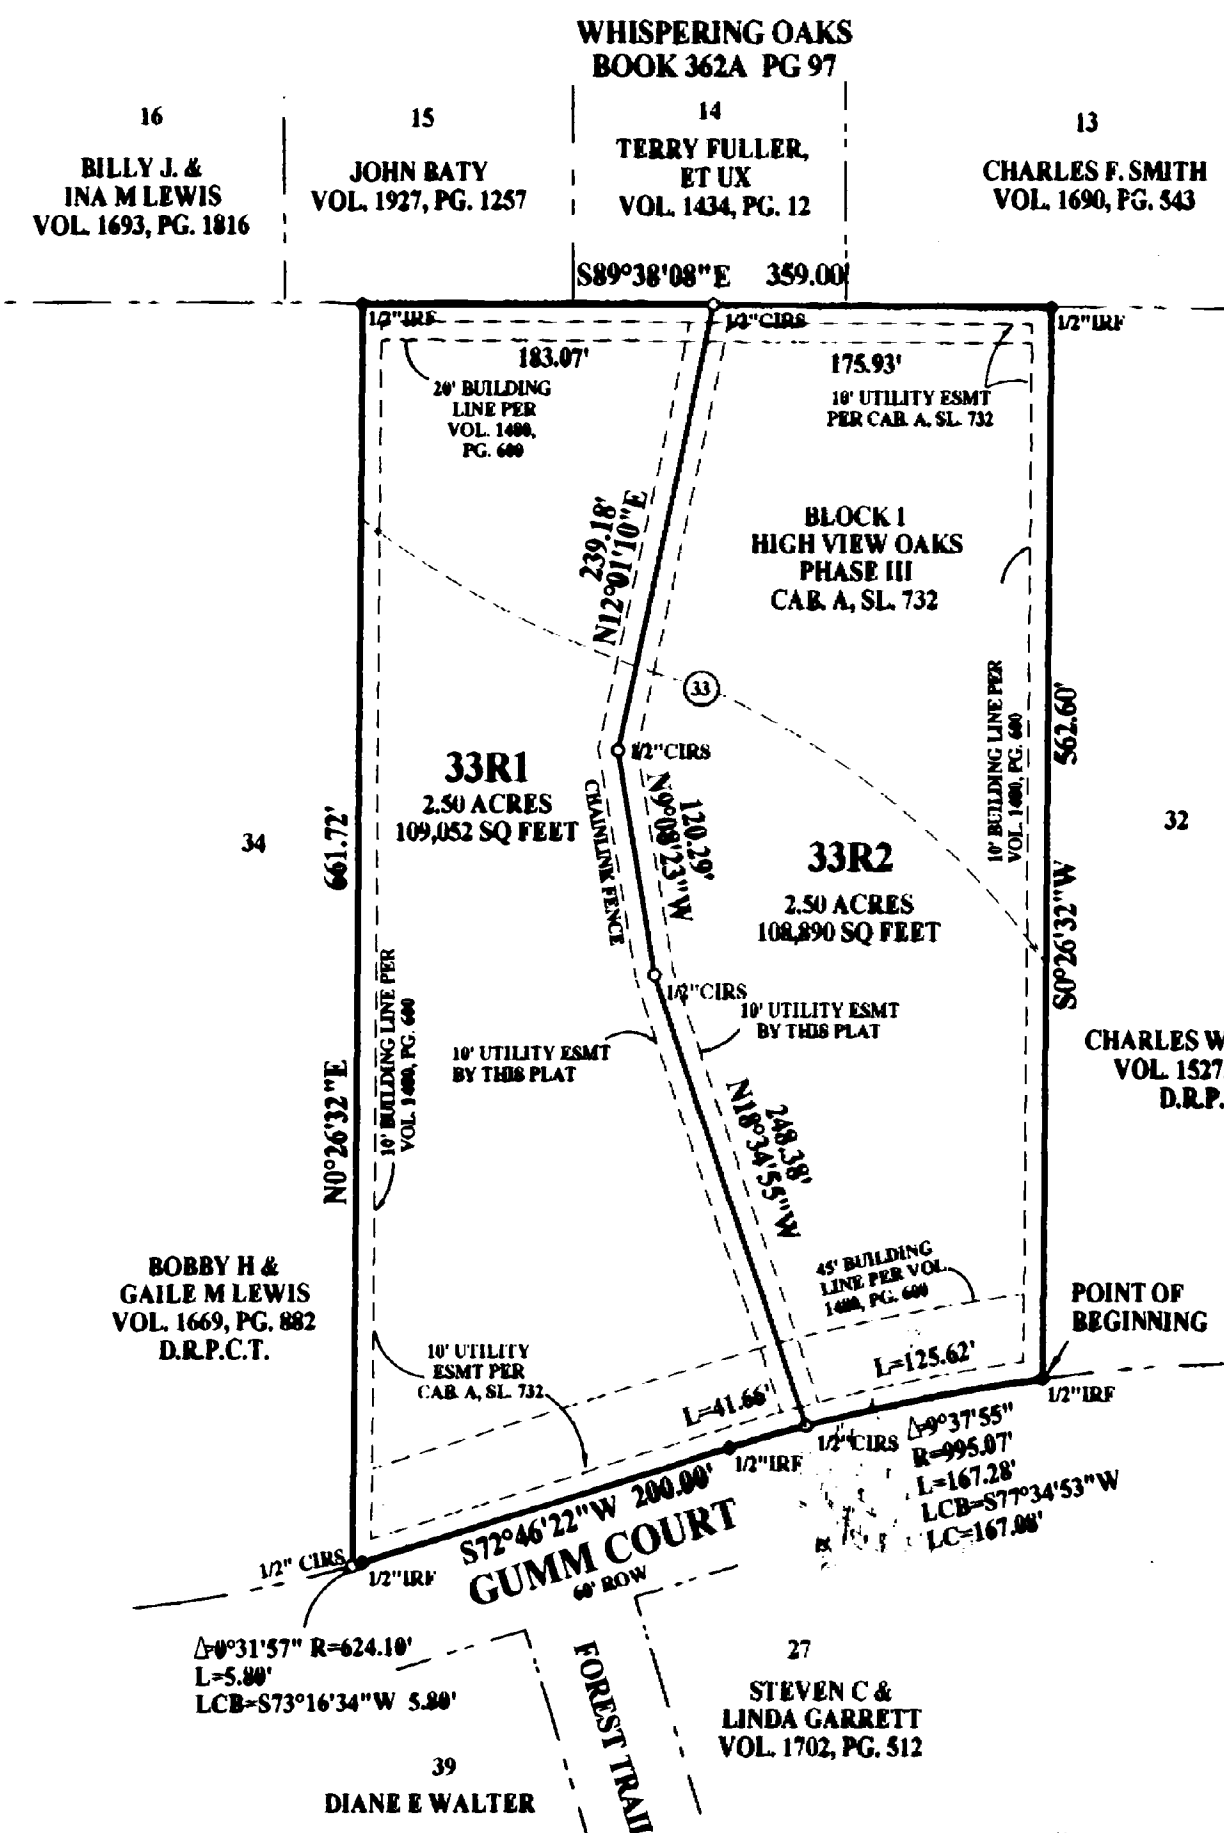 WHISPERING OAKS
BOOK 362A PG 97
16
BILLY J. &
INA M LEWIS
VOL. 1693, PG. 1816
15
JOHN BATY
VOL. 1927, PG. 1257
14
TERRY FULLER,
ET UX
VOL. 1434, PG. 12
13
CHARLES F. SMITH
VOL. 1690, PG. 543
S89°38'08"E 359.00'
1/2"IRF
1/2"CIRS
1/2"IRF
183.07'
175.93'
20' BUILDING
LINE PER
VOL. 1480,
PG. 600
10' UTILITY ESMT
PER CAB. A, SL. 732
239.18'
N12°01'10"E
BLOCK 1
HIGH VIEW OAKS
PHASE III
CAB. A, SL. 732
33
10' BUILDING LINE PER
VOL. 1480, PG. 600
562.60'
S0°26'32"W
1/2"CIRS
33R1
2.50 ACRES
109,052 SQ FEET
CHAINLINK FENCE
120.29'
N9°08'23"W
33R2
2.50 ACRES
108,890 SQ FEET
34
661.72'
N0°26'32"E
32
10' BUILDING LINE PER
VOL. 1480, PG. 600
1/2"CIRS
10' UTILITY ESMT
BY THIS PLAT
10' UTILITY ESMT
BY THIS PLAT
CHARLES W
VOL. 1527
D.R.P.
248.38'
N18°34'55"W
BOBBY H &
GAILE M LEWIS
VOL. 1669, PG. 882
D.R.P.C.T.
45' BUILDING
LINE PER VOL.
1480, PG. 600
POINT OF
BEGINNING
10' UTILITY
ESMT PER
CAB. A, SL. 732
L=41.66'
L=125.62'
1/2"IRF
1/2"CIRS
1/2"IRF
Δ=9°37'55"
R=995.07'
L=167.28'
LCB=S77°34'53"W
LC=167.08'
S72°46'22"W 200.00'
GUMM COURT
60' ROW
1/2" CIRS
1/2"IRF
Δ=0°31'57" R=624.10'
L=5.80'
LCB=S73°16'34"W 5.80'
FOREST TRAIL
27
STEVEN C &
LINDA GARRETT
VOL. 1702, PG. 512
39
DIANE E WALTER